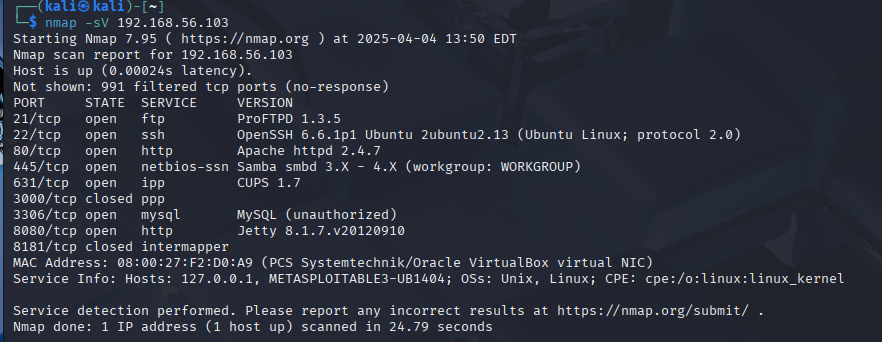 ┌──(kali㉿kali)-[~]
└─$ nmap -sV 192.168.56.103
Starting Nmap 7.95 ( https://nmap.org ) at 2025-04-04 13:50 EDT
Nmap scan report for 192.168.56.103
Host is up (0.00024s latency).
Not shown: 991 filtered tcp ports (no-response)
PORT     STATE  SERVICE     VERSION
21/tcp   open   ftp         ProFTPD 1.3.5
22/tcp   open   ssh         OpenSSH 6.6.1p1 Ubuntu 2ubuntu2.13 (Ubuntu Linux; protocol 2.0)
80/tcp   open   http        Apache httpd 2.4.7
445/tcp  open   netbios-ssn Samba smbd 3.X - 4.X (workgroup: WORKGROUP)
631/tcp  open   ipp         CUPS 1.7
3000/tcp closed ppp
3306/tcp open   mysql       MySQL (unauthorized)
8080/tcp open   http        Jetty 8.1.7.v20120910
8181/tcp closed intermapper
MAC Address: 08:00:27:F2:D0:A9 (PCS Systemtechnik/Oracle VirtualBox virtual NIC)
Service Info: Hosts: 127.0.0.1, METASPLOITABLE3-UB1404; OSs: Unix, Linux; CPE: cpe:/o:linux:linux_kernel

Service detection performed. Please report any incorrect results at https://nmap.org/submit/ .
Nmap done: 1 IP address (1 host up) scanned in 24.79 seconds